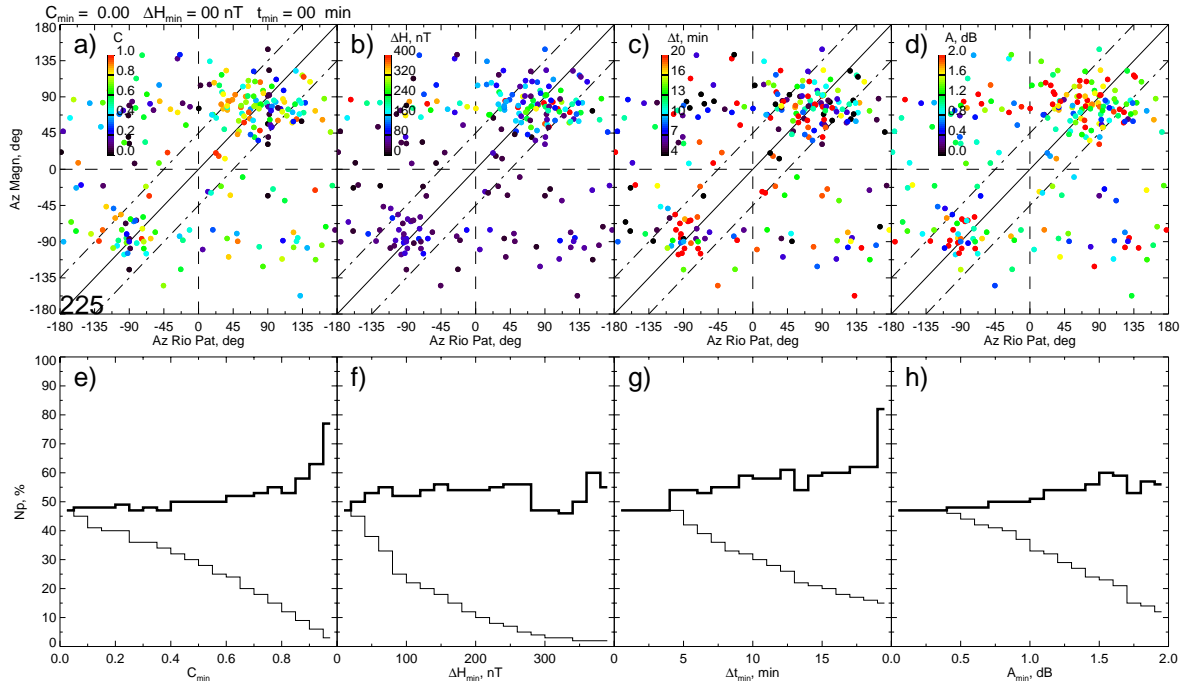 C_min = 0.00 ΔH_min = 00 nT t_min = 00 min
a) C b) ΔH, nT c) Δt, min d) A, dB
1.0 0.8 0.6 0.4 0.2 0.0
400 320 240 160 80 0
20 16 13 10 7 4
2.0 1.6 1.2 0.8 0.4 0.0
180
135
90
45
0
-45
-90
-135
-180
Az Magn, deg
225
-180 -135 -90 -45 0 45 90 135 -180 -135 -90 -45 0 45 90 135 -180 -135 -90 -45 0 45 90 135 -180 -135 -90 -45 0 45 90 135 180
Az Rio Pat, deg Az Rio Pat, deg Az Rio Pat, deg Az Rio Pat, deg
e) f) g) h)
100
90
80
70
60
50
40
30
20
10
0
Np, %
0.0 0.2 0.4 0.6 0.8 0 100 200 300 0 5 10 15 0.0 0.5 1.0 1.5 2.0
C_min ΔH_min, nT Δt_min, min A_min, dB